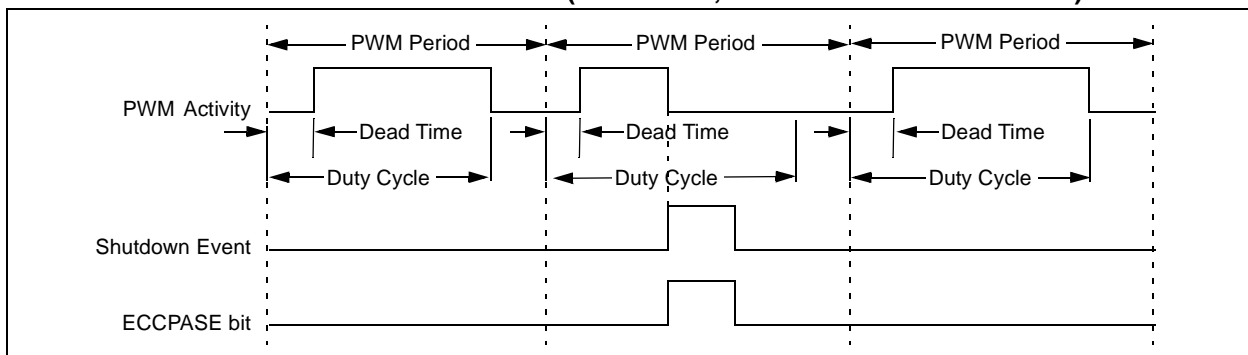 PWM Period PWM Period PWM Period
PWM Activity
Dead Time Dead Time Dead Time
Duty Cycle Duty Cycle Duty Cycle
Shutdown Event
ECCPASE bit